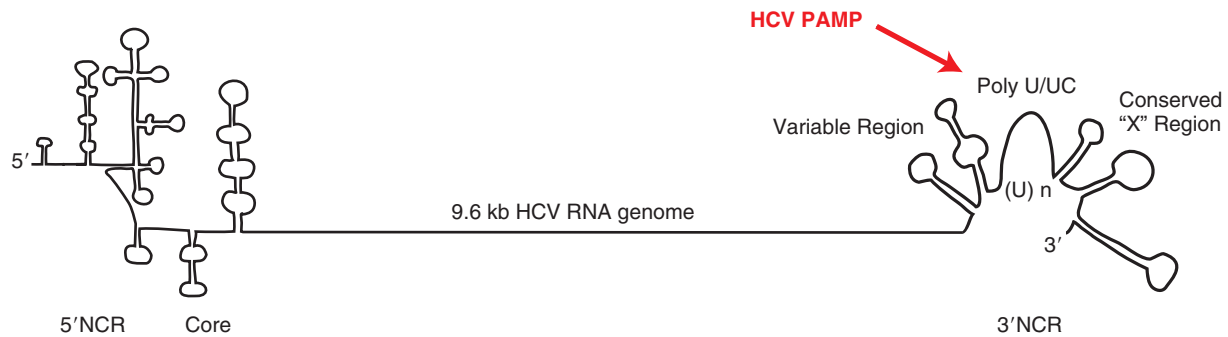 HCV PAMP
Poly U/UC
Conserved
“X” Region
Variable Region
5′
(U) n
9.6 kb HCV RNA genome
3′
5′NCR
Core
3′NCR